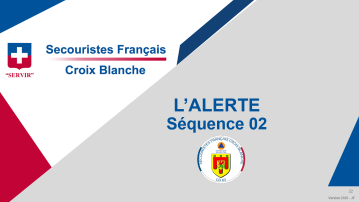 Secouristes Français
Croix Blanche
"SERVIR"
L'ALERTE
Séquence 02